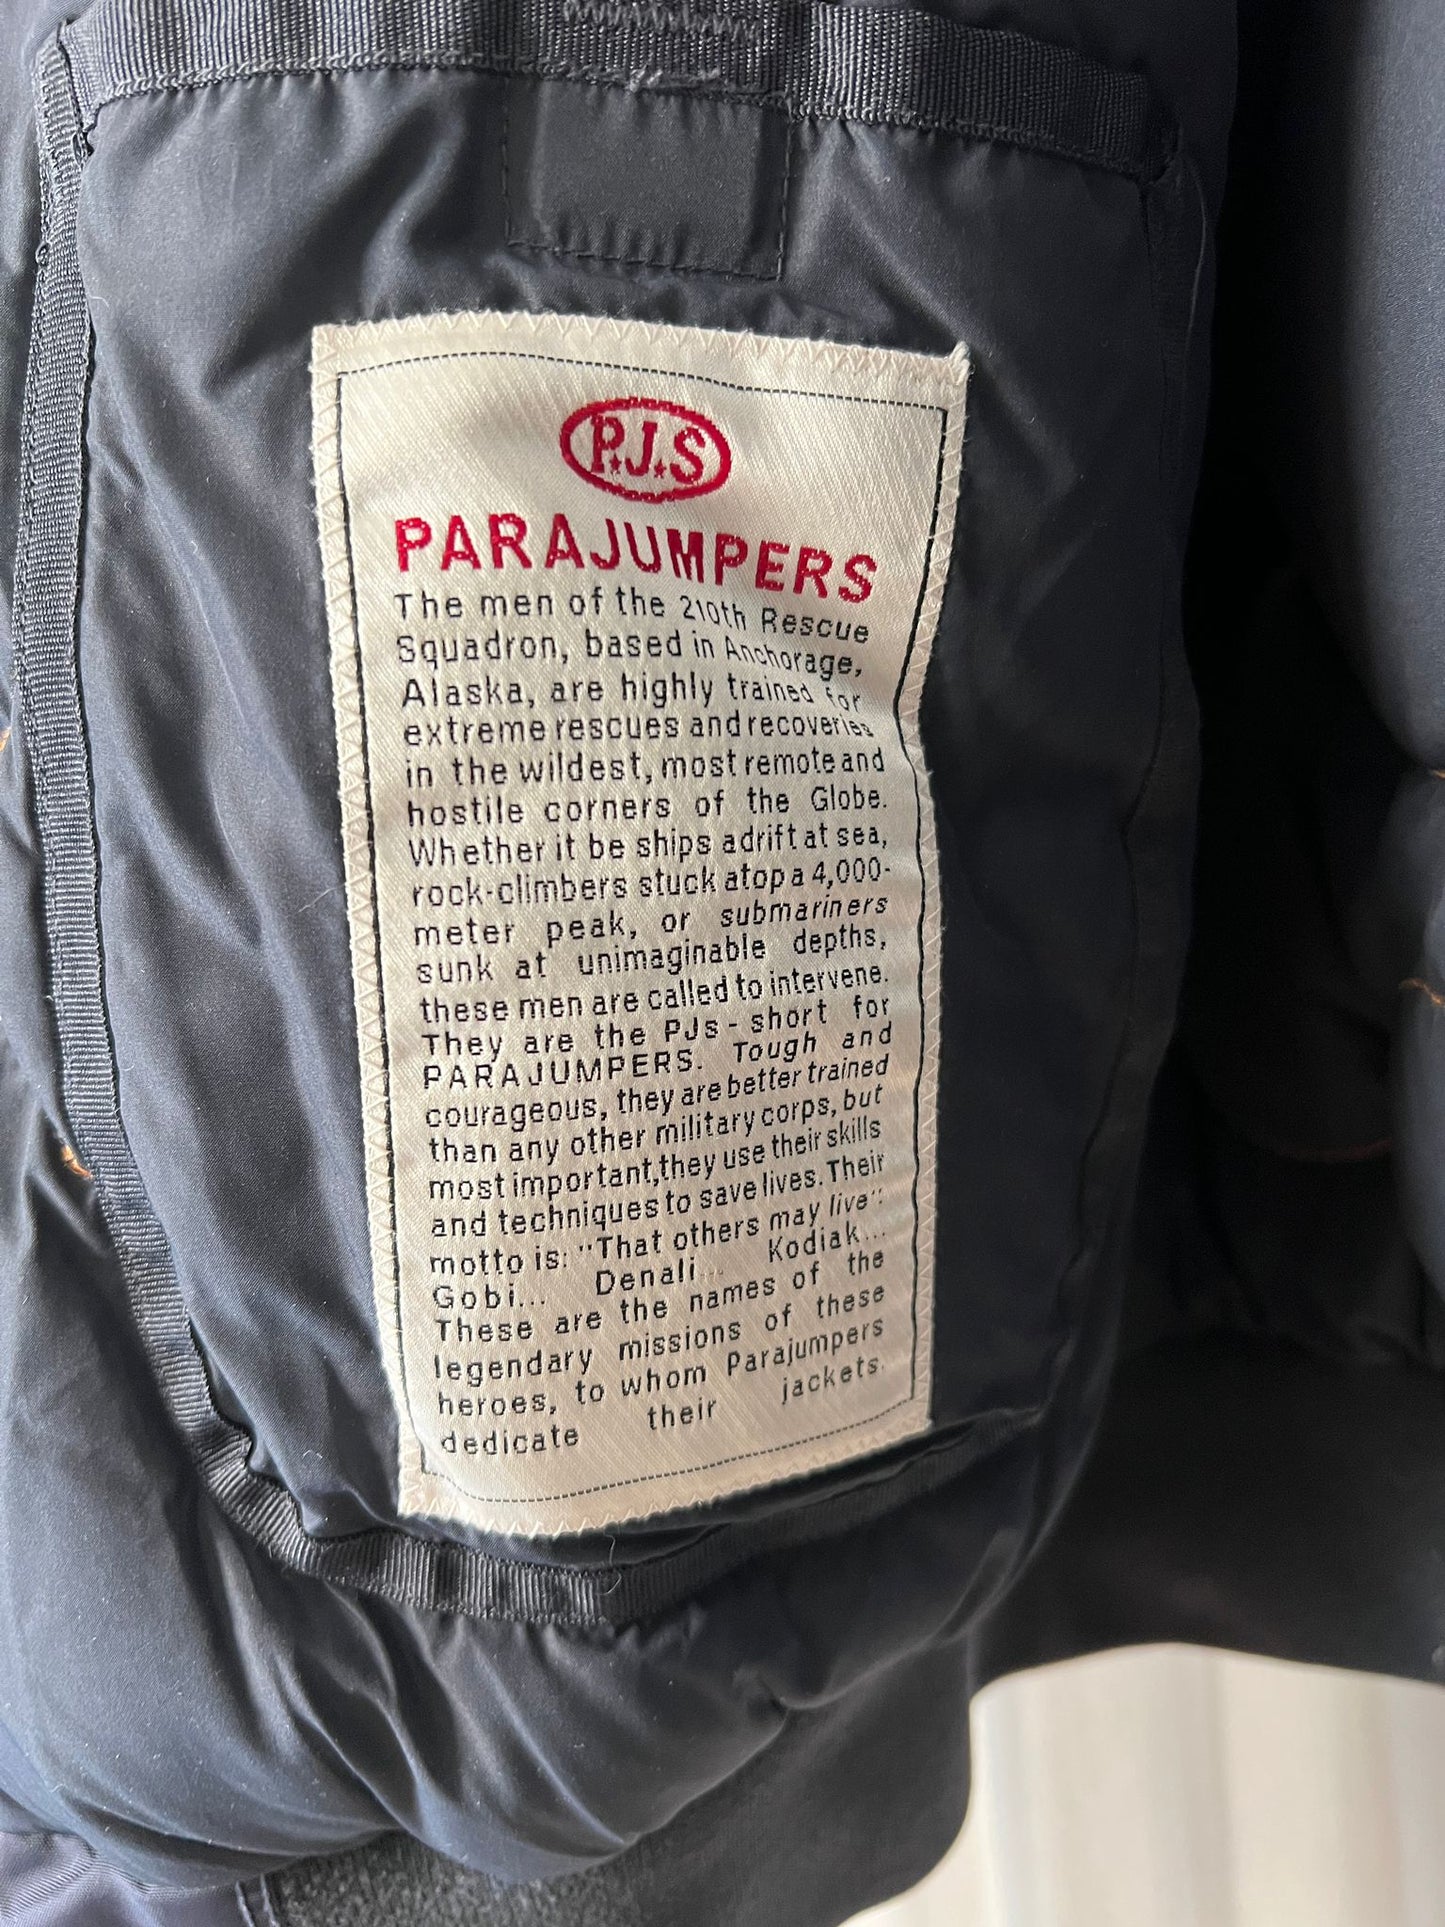 P.J.S
PARAJUMPERS
The men of the 210th Rescue
Squadron, based in Anchorage,
Alaska, are highly trained for
extreme rescues and recoveries
in the wildest, most remote and
hostile corners of the Globe.
Whether it be ships adrift at sea,
rock-climbers stuck atop a 4,000-
meter peak, or submariners
sunk at unimaginable depths,
these men are called to intervene.
They are the PJs - short for
PARAJUMPERS. Tough and
courageous, they are better trained
than any other military corps, but
most important,they use their skills
and techniques to save lives. Their
motto is: "That others may live".
Gobi... Denali... Kodiak...
These are the names of the
legendary missions of these
heroes, to whom Parajumpers
dedicate their jackets.